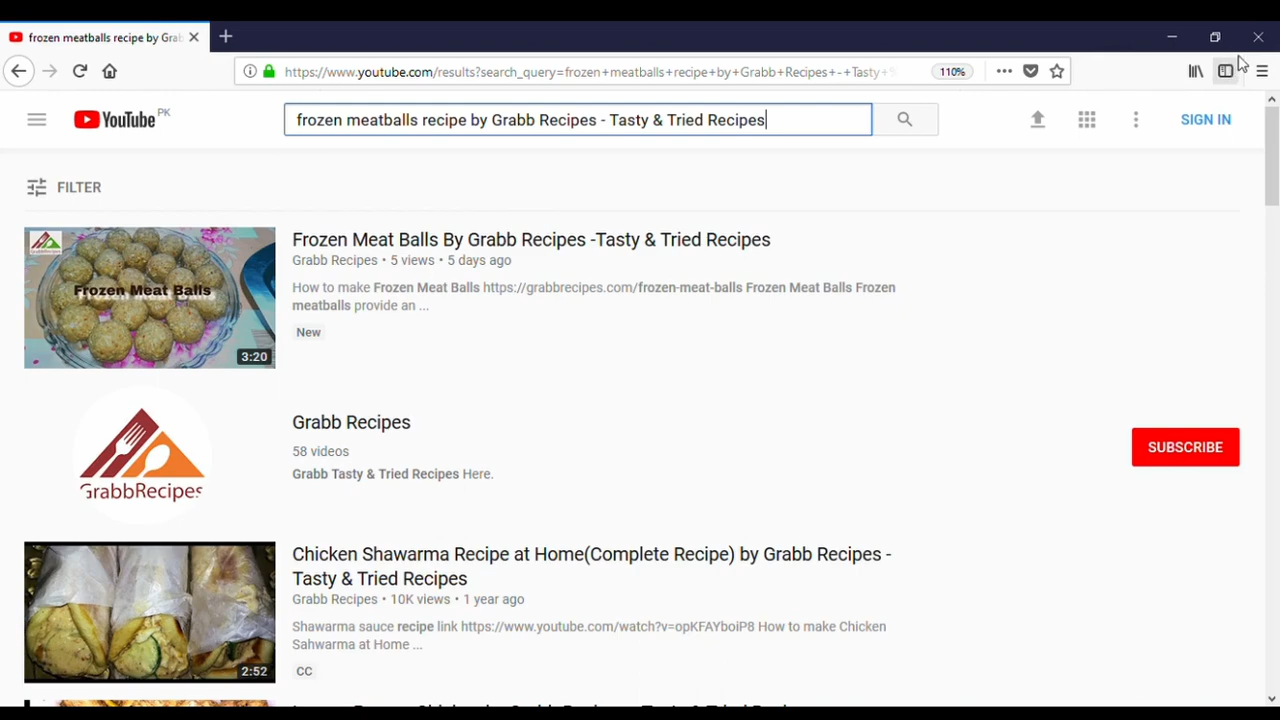 frozen meatballs recipe by Gra
https://www.youtube.com/results?search_query=frozen+meatballs+recipe+by+Grabb+Recipes+-+Tasty+%
110%
YouTube PK
frozen meatballs recipe by Grabb Recipes - Tasty & Tried Recipes
SIGN IN
FILTER
GrabbRecipes
Frozen Meat Balls
3:20
Frozen Meat Balls By Grabb Recipes -Tasty & Tried Recipes
Grabb Recipes • 5 views • 5 days ago
How to make Frozen Meat Balls https://grabbrecipes.com/frozen-meat-balls Frozen Meat Balls Frozen
meatballs provide an ...
New
GrabbRecipes
Grabb Recipes
58 videos
Grabb Tasty & Tried Recipes Here.
SUBSCRIBE
2:52
Chicken Shawarma Recipe at Home(Complete Recipe) by Grabb Recipes -
Tasty & Tried Recipes
Grabb Recipes • 10K views • 1 year ago
Shawarma sauce recipe link https://www.youtube.com/watch?v=opKFAYboiP8 How to make Chicken
Sahwarma at Home ...
CC